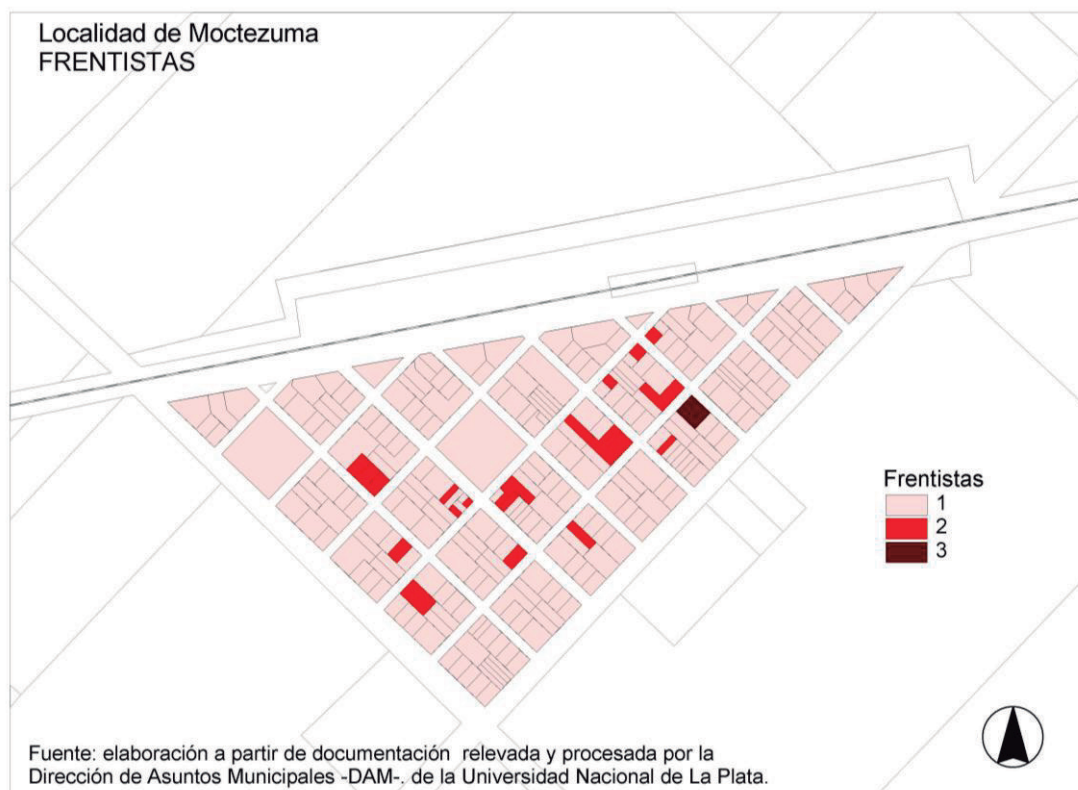 Localidad de Moctezuma
FRENTISTAS
Frentistas
1
2
3
Fuente: elaboración a partir de documentación relevada y procesada por la
Dirección de Asuntos Municipales -DAM-. de la Universidad Nacional de La Plata.